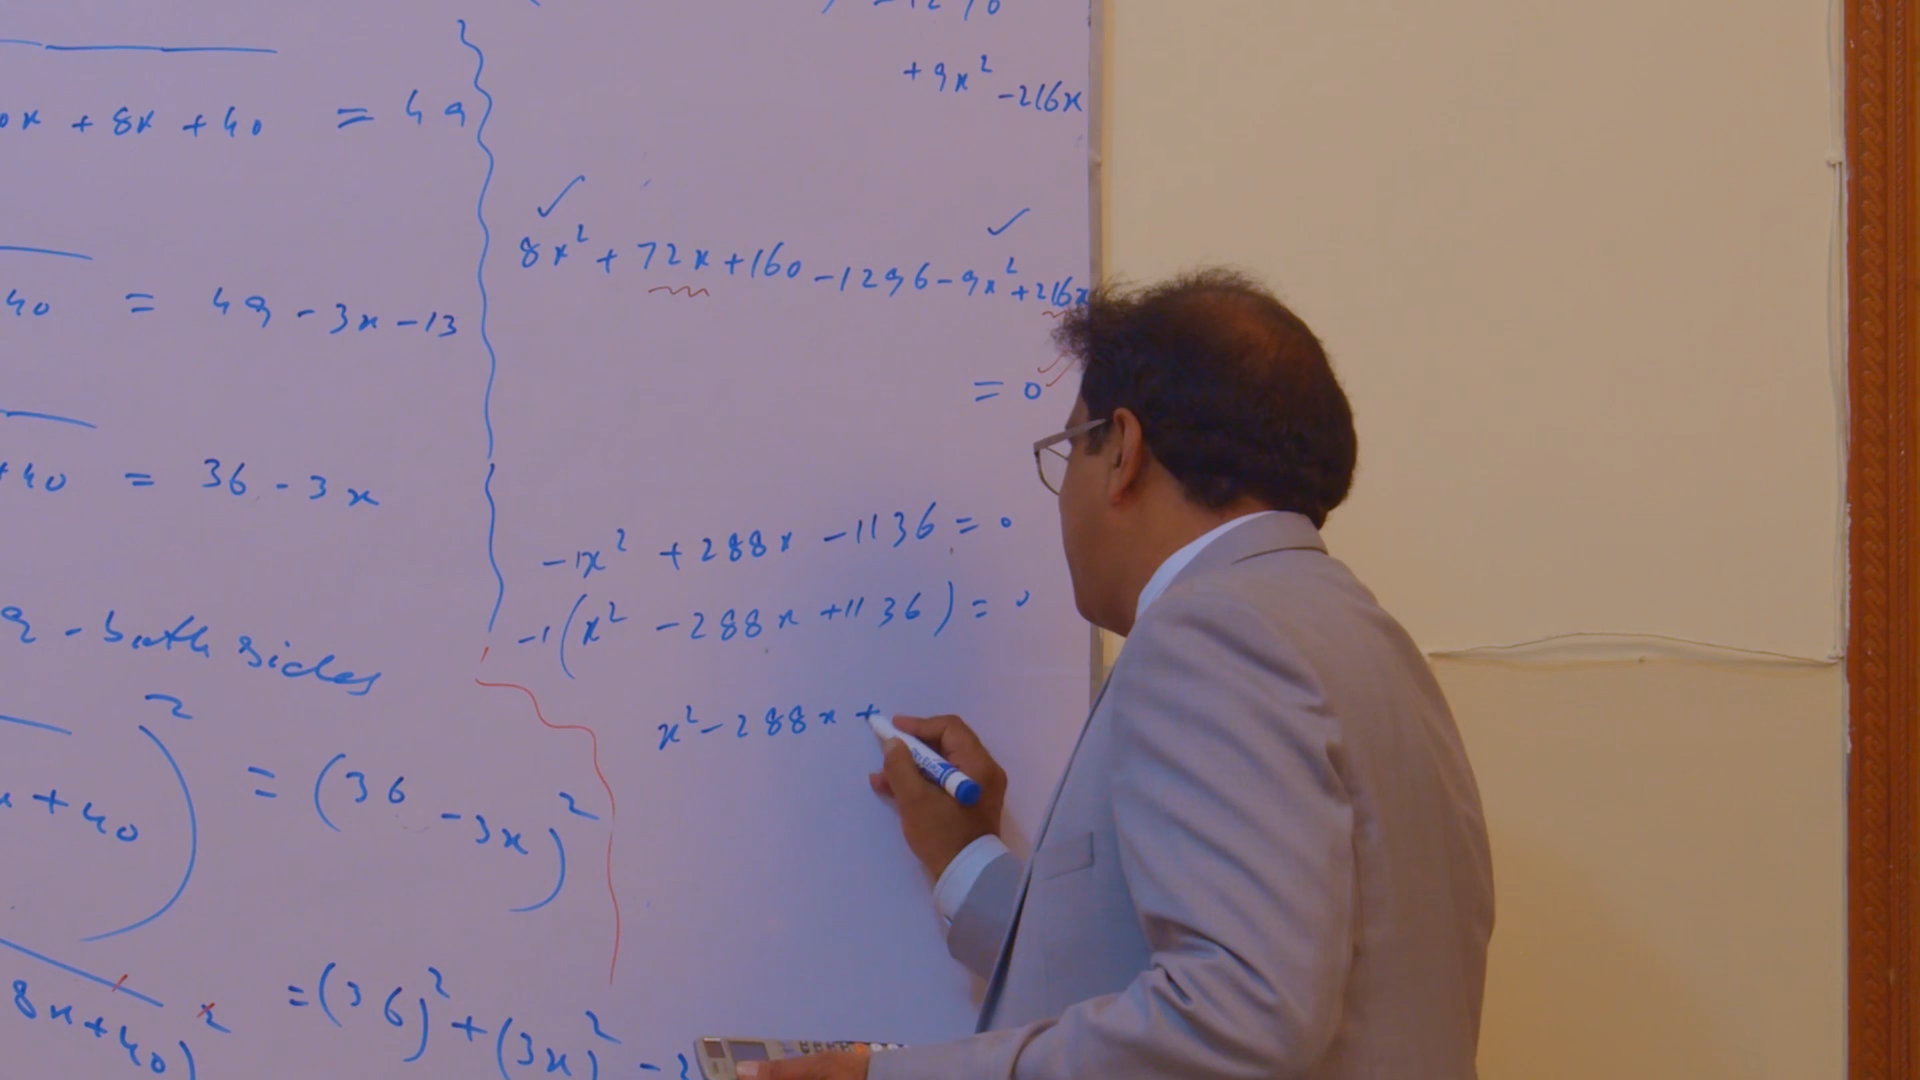 x + 8x + 40 = 49
40 = 49 - 3x - 13
+40 = 36 - 3x
- both sides
x + 40)² = (36 - 3x)²
8x + 40)² = (36)² + (3x)² -
+ 9x² - 216x
8x² + 72x + 160 - 1296 - 9x² + 216x
= 0
-1x² + 288x - 1136 = 0
-1(x² - 288x + 1136) = 0
x² - 288x +